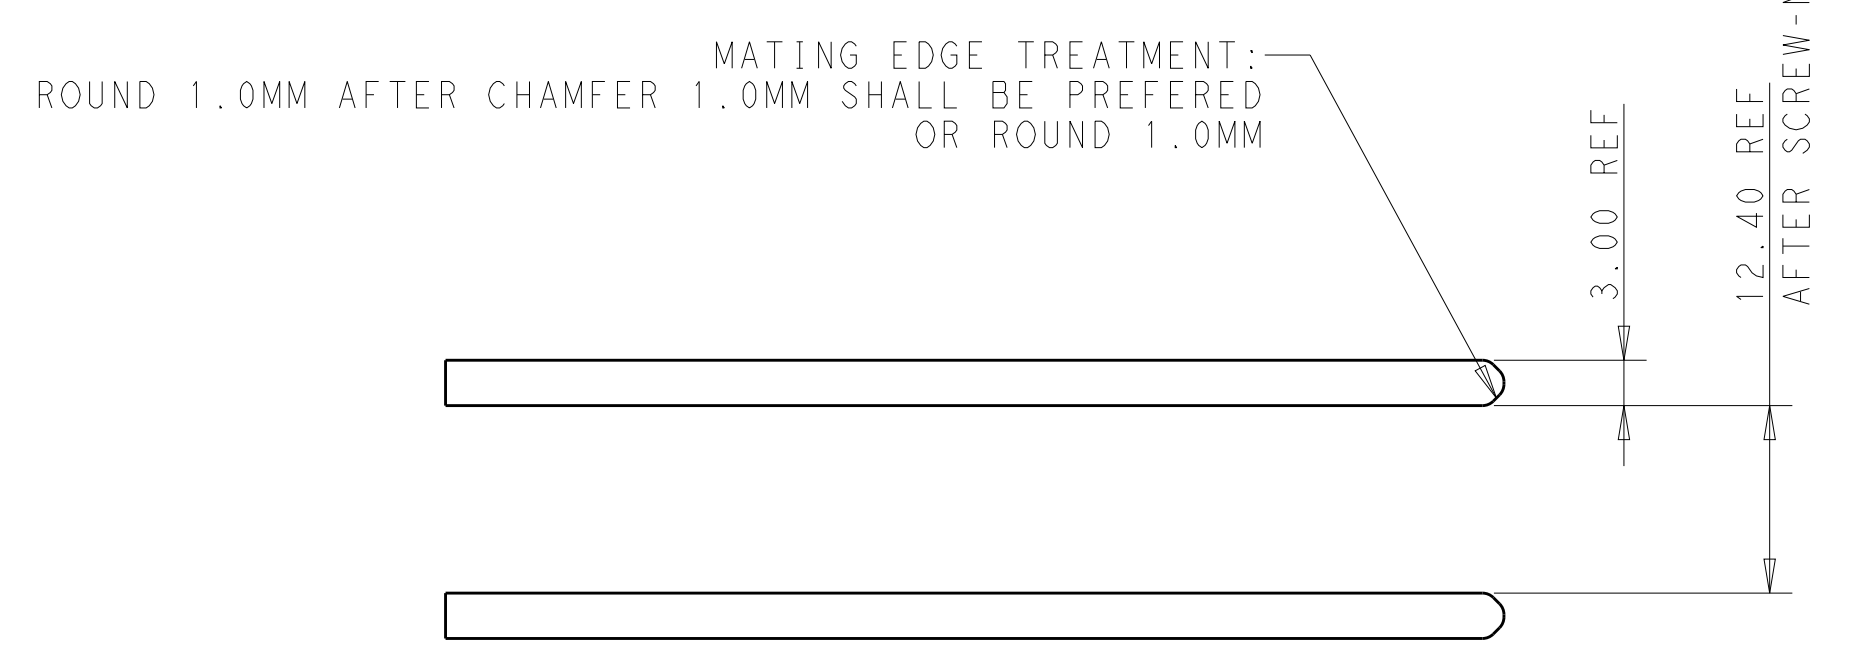 MATING EDGE TREATMENT:
ROUND 1.0MM AFTER CHAMFER 1.0MM SHALL BE PREFERED
OR ROUND 1.0MM
3.00 REF
12.40 REF
AFTER SCREW-